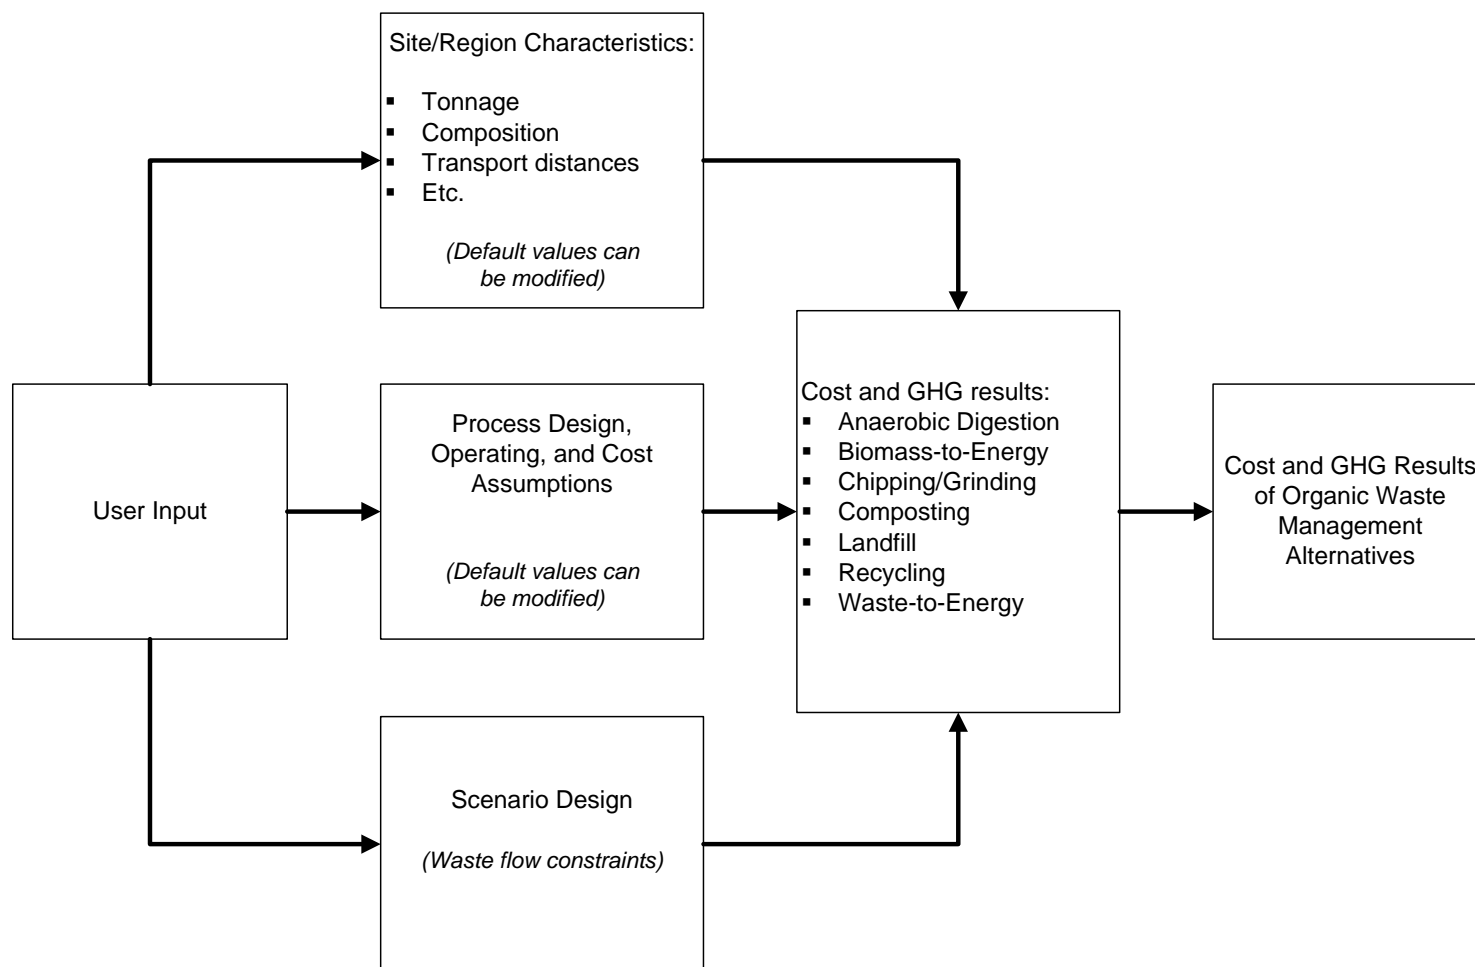 Site/Region Characteristics:
▪ Tonnage
▪ Composition
▪ Transport distances
▪ Etc.
(Default values can
be modified)
User Input
Process Design,
Operating, and Cost
Assumptions
(Default values can
be modified)
Scenario Design
(Waste flow constraints)
Cost and GHG results:
▪ Anaerobic Digestion
▪ Biomass-to-Energy
▪ Chipping/Grinding
▪ Composting
▪ Landfill
▪ Recycling
▪ Waste-to-Energy
Cost and GHG Results
of Organic Waste
Management
Alternatives